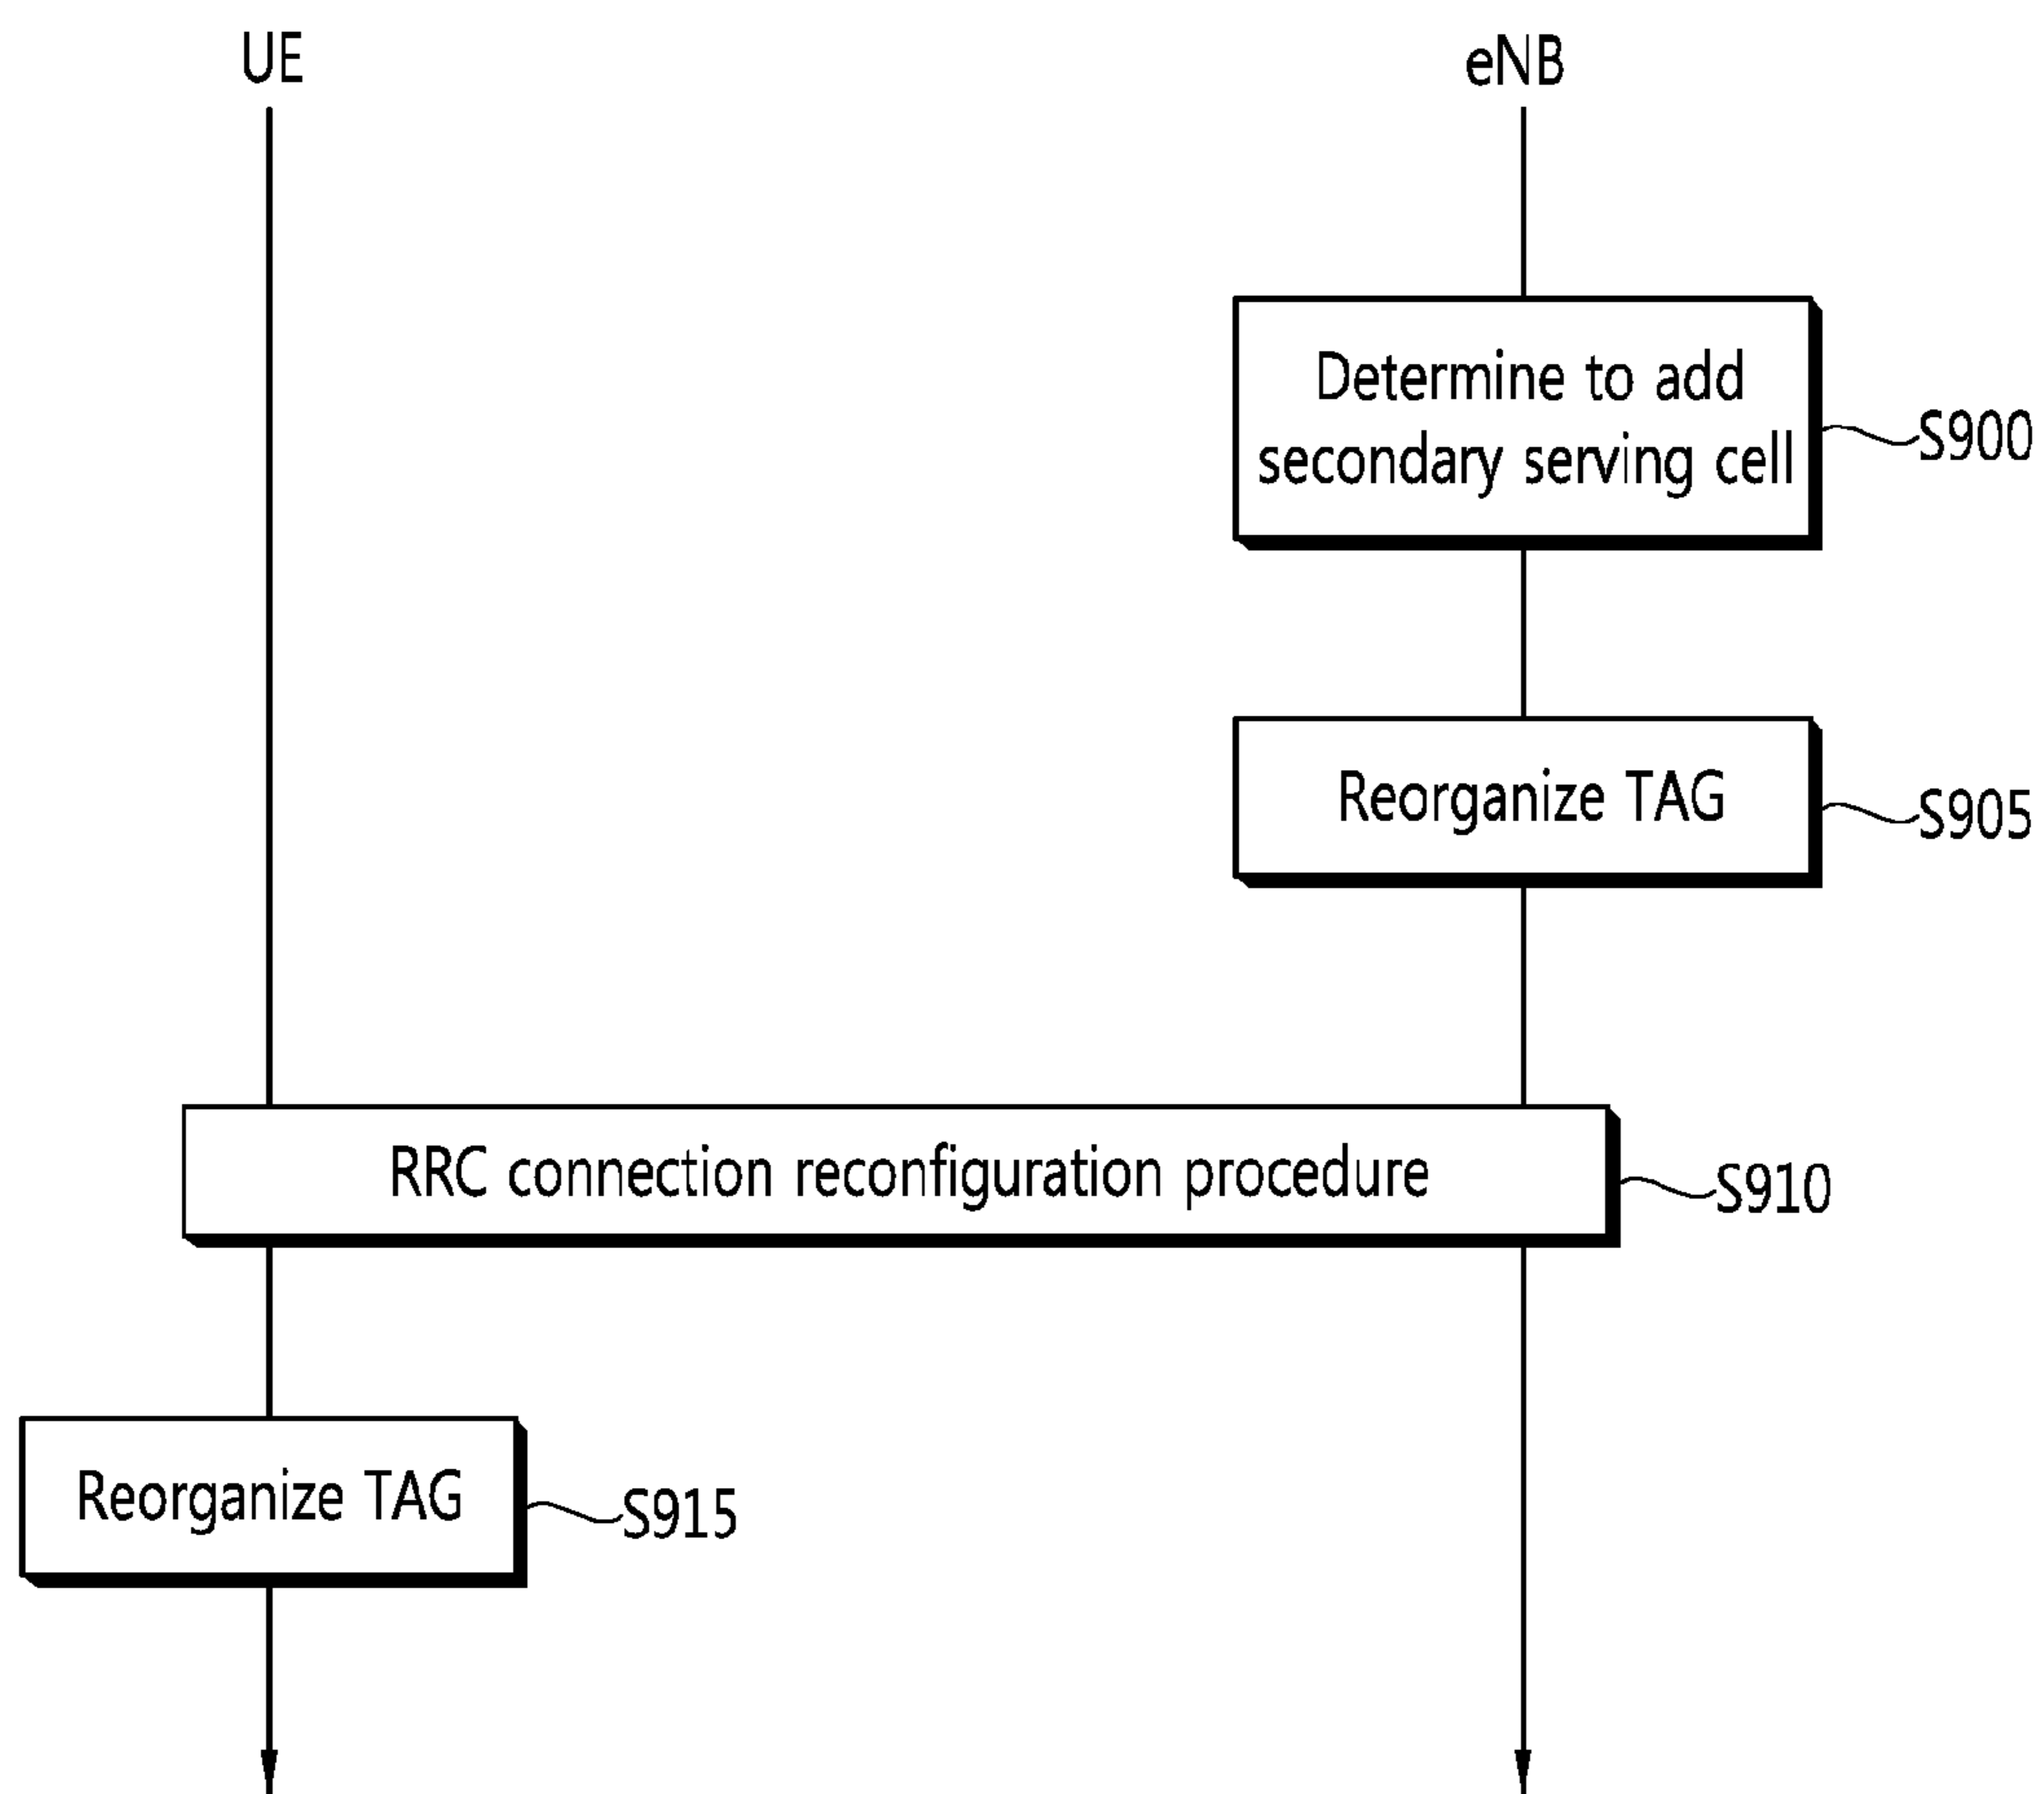 UE
eNB
Determine to add
secondary serving cell
S900
Reorganize TAG
S905
RRC connection reconfiguration procedure
S910
Reorganize TAG
S915